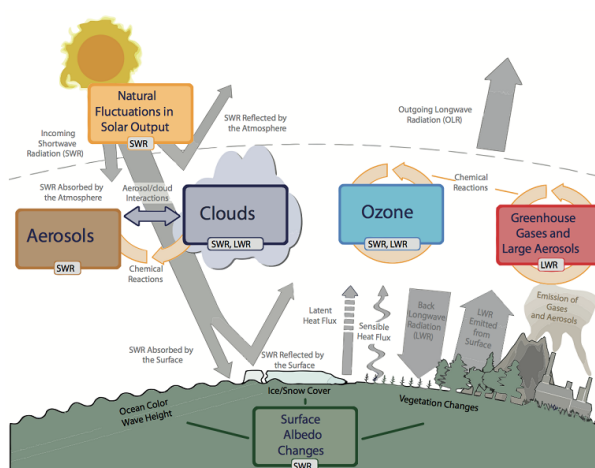 Natural
Fluctuations in
Solar Output
SWR
Incoming
Shortwave
Radiation (SWR)
SWR Reflected by
the Atmosphere
Outgoing Longwave
Radiation (OLR)
SWR Absorbed by
the Atmosphere
Aerosol/cloud
Interactions
Chemical
Reactions
Aerosols
SWR
Clouds
SWR, LWR
Ozone
SWR, LWR
Greenhouse
Gases and
Large Aerosols
LWR
Chemical
Reactions
Latent
Heat Flux
Sensible
Heat Flux
Back
Longwave
Radiation
(LWR)
LWR
Emitted
from
Surface
Emission of
Gases
and Aerosols
SWR Absorbed by
the Surface
SWR Reflected by
the Surface
Ice/Snow Cover
Ocean Color
Wave Height
Vegetation Changes
Surface
Albedo
Changes
SWR